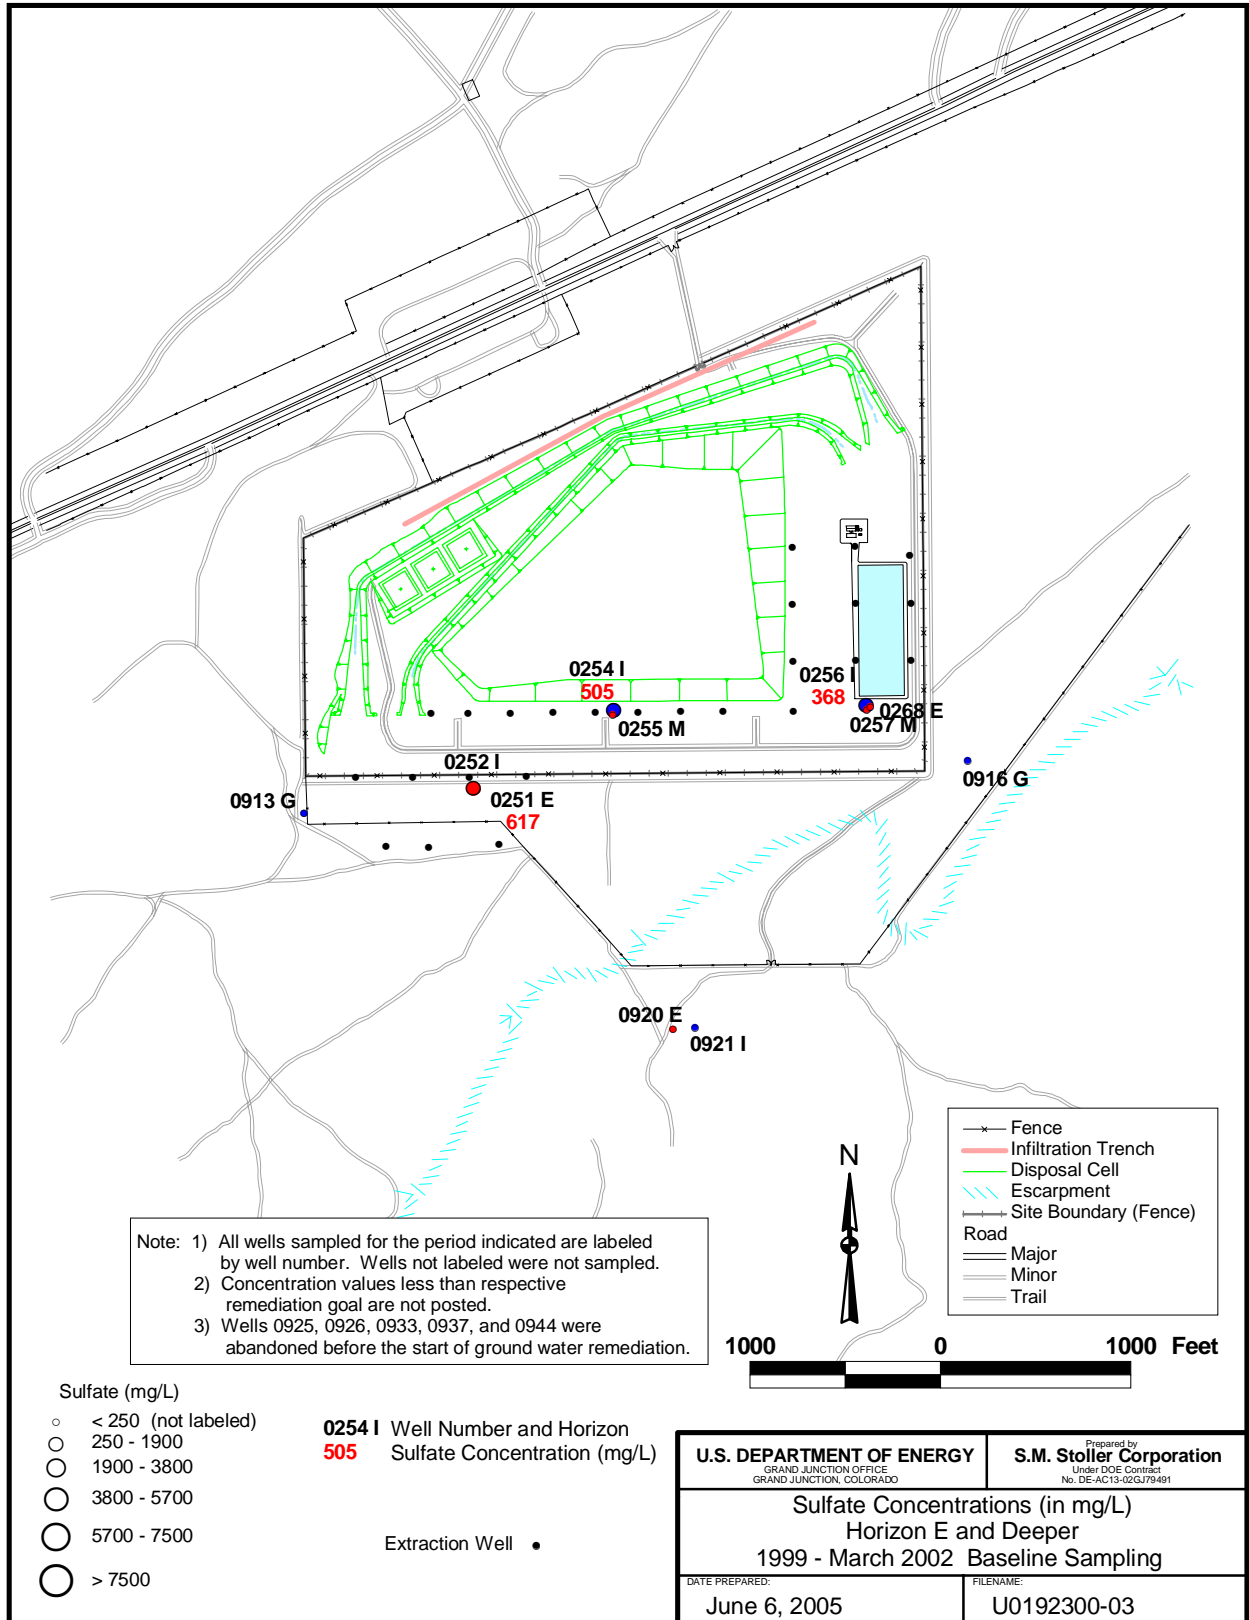 0254 I
505
0255 M
0256 I
368
0268 E
0257 M
0252 I
0251 E
617
0913 G
0916 G
0920 E
0921 I
N
Fence
Infiltration Trench
Disposal Cell
Escarpment
Site Boundary (Fence)
Road
Major
Minor
Trail
Note: 1) All wells sampled for the period indicated are labeled
by well number. Wells not labeled were not sampled.
2) Concentration values less than respective
remediation goal are not posted.
3) Wells 0925, 0926, 0933, 0937, and 0944 were
abandoned before the start of ground water remediation.
1000 0 1000 Feet
Sulfate (mg/L)
< 250 (not labeled)
250 - 1900
1900 - 3800
3800 - 5700
5700 - 7500
> 7500
0254 I Well Number and Horizon
505 Sulfate Concentration (mg/L)
Extraction Well
U.S. DEPARTMENT OF ENERGY
GRAND JUNCTION OFFICE
GRAND JUNCTION, COLORADO
Prepared by
S.M. Stoller Corporation
Under DOE Contract
No. DE-AC13-02GJ79491
Sulfate Concentrations (in mg/L)
Horizon E and Deeper
1999 - March 2002 Baseline Sampling
DATE PREPARED:
June 6, 2005
FILENAME:
U0192300-03